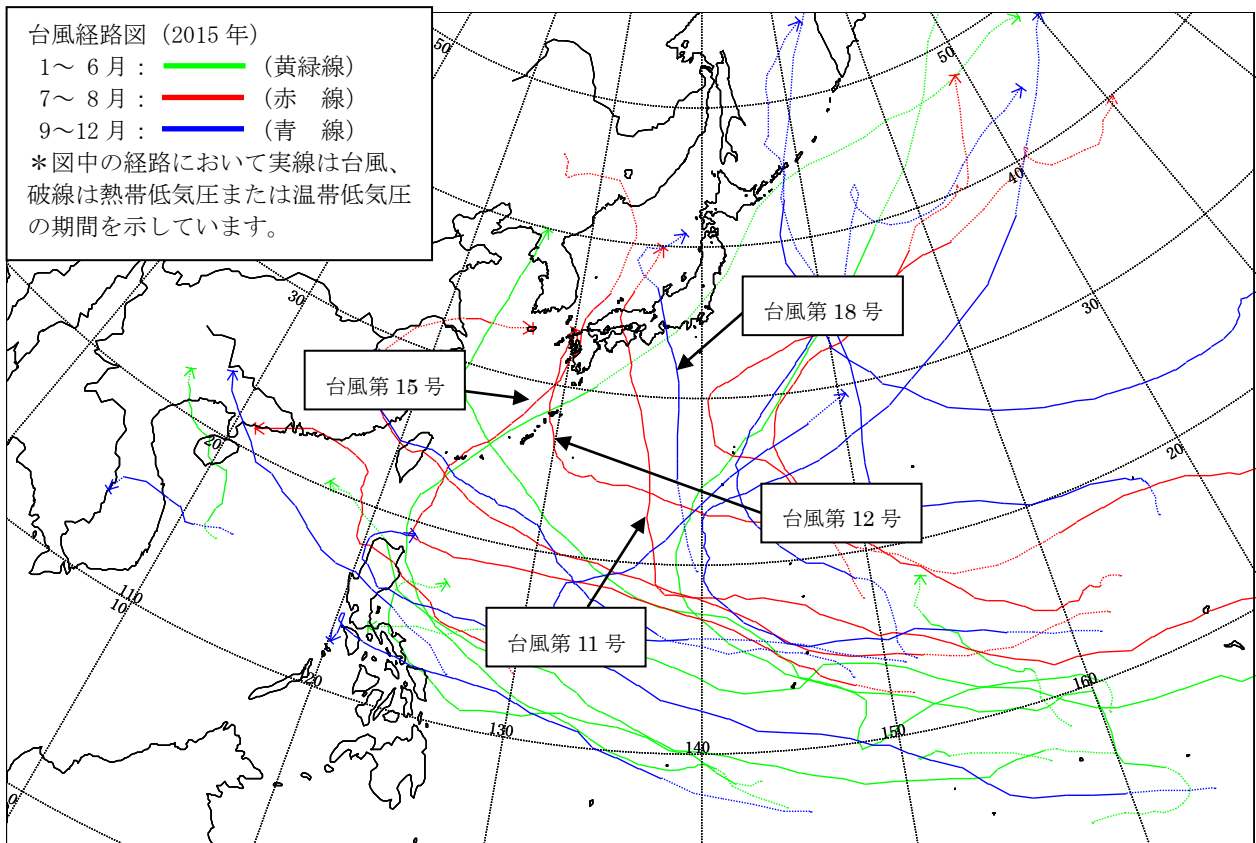 台風経路図（2015 年）
1～ 6 月： （黄緑線）
7～ 8 月： （赤　線）
9～12 月： （青　線）
＊図中の経路において実線は台風、
破線は熱帯低気圧または温帯低気圧
の期間を示しています。
50
50
40
30
30
20
20
台風第 18 号
台風第 15 号
台風第 12 号
台風第 11 号
110
10
120
130
140
150
160